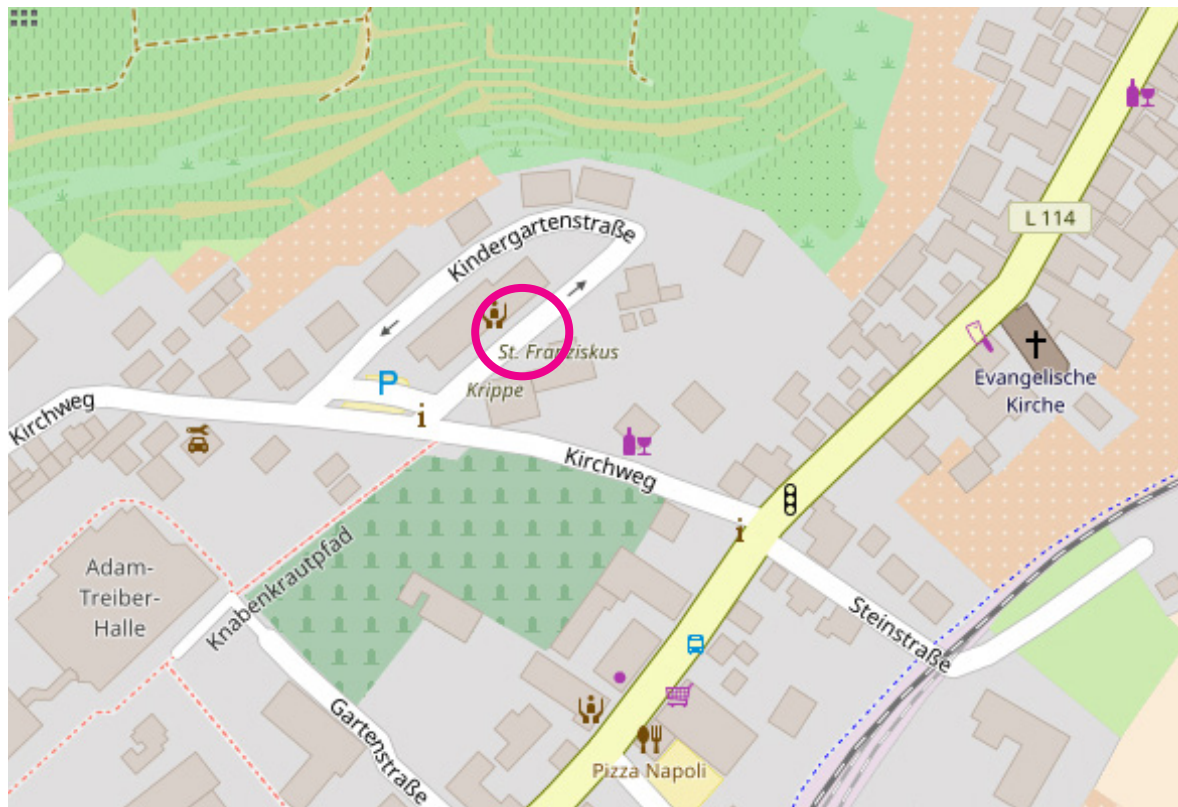 L 114
Kindergartenstraße
St. Franziskus
Krippe
P
Evangelische
Kirche
Kirchweg
i
Kirchweg
i
Adam-
Treiber-
Halle
Knabenkrautpfad
Steinstraße
Gartenstraße
Pizza Napoli